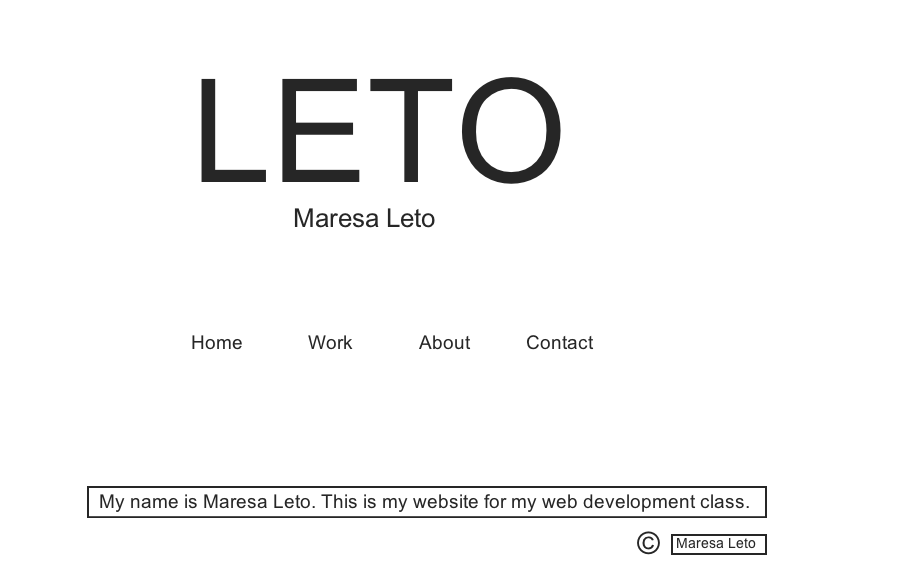 LETO
Maresa Leto
Home Work About Contact
My name is Maresa Leto. This is my website for my web development class.
© Maresa Leto